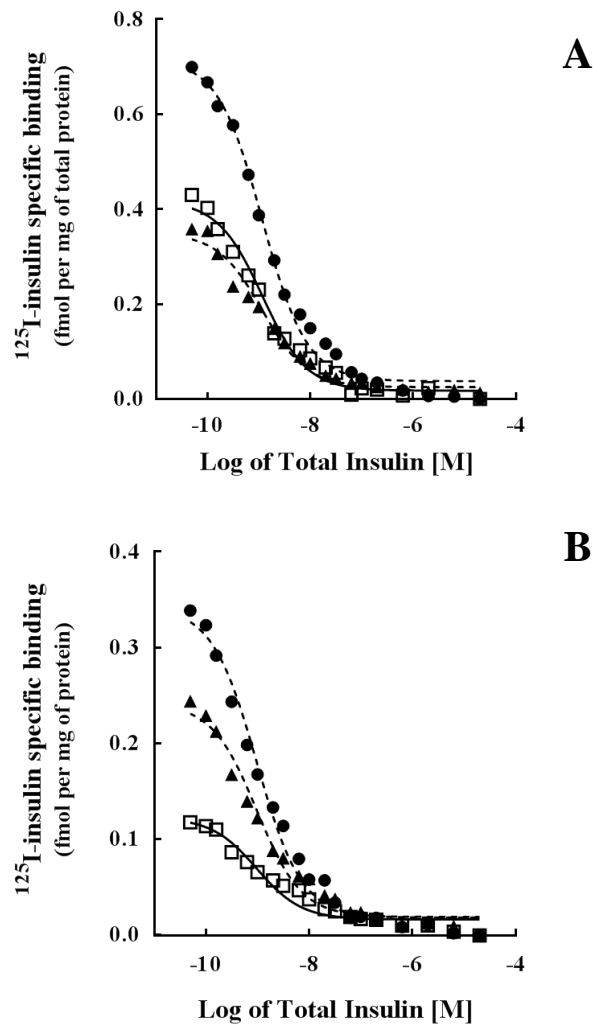 A
0.8
0.6
0.4
0.2
0.0
-10
-8
-6
-4
¹²⁵I-insulin specific binding
(fmol per mg of total protein)
Log of Total Insulin [M]
B
0.4
0.3
0.2
0.1
0.0
-10
-8
-6
-4
¹²⁵I-insulin specific binding
(fmol per mg of protein)
Log of Total Insulin [M]